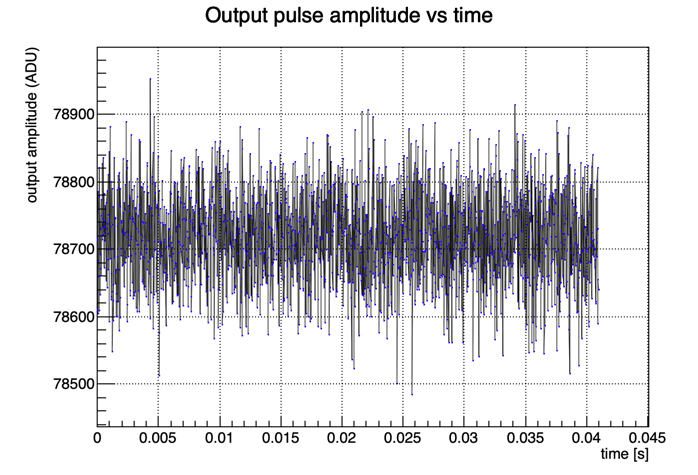 Output pulse amplitude vs time
output amplitude (ADU)
78900
78800
78700
78600
78500
0 0.005 0.01 0.015 0.02 0.025 0.03 0.035 0.04 0.045
time [s]